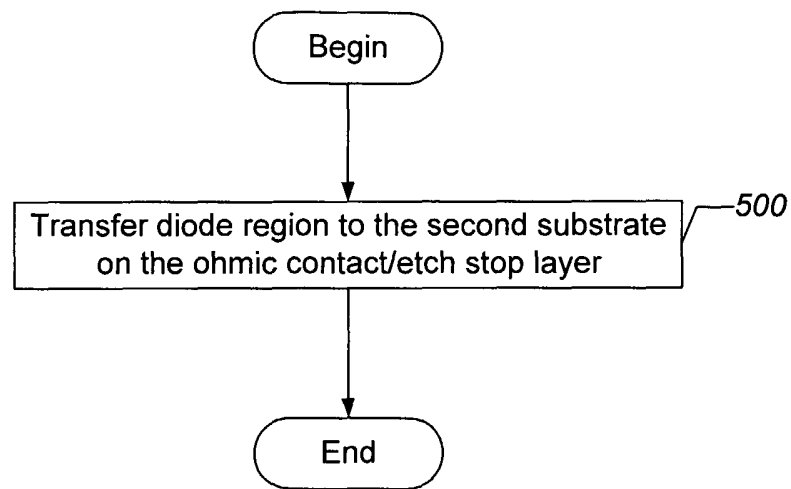 Begin
Transfer diode region to the second substrate
on the ohmic contact/etch stop layer
500
End